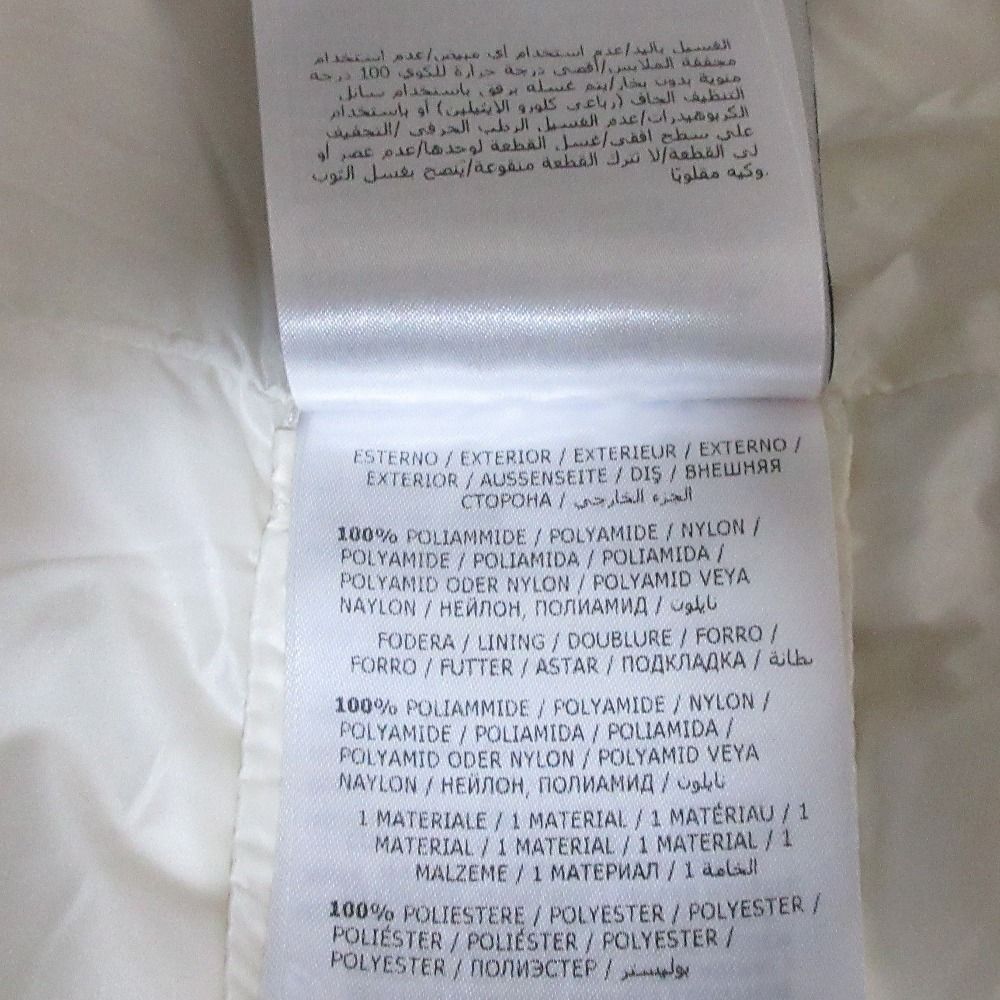 الغسيل باليد/عدم استخدام أي مبيض/عدم استخدام
مجففة الملابس/أقصى درجة حرارة للكوي 100 درجة
مئوية بدون بخار/يتم غسله برفق باستخدام سائل
التنظيف الجاف (رباعي كلورو الايثيلين) أو باستخدام
الكربوهيدرات/عدم الغسيل الرطب الحرفي /التجفيف
على سطح افقي/غسل القطعة لوحدها/عدم عصر أو
لي القطعة/لا تترك القطعة منقوعة/يُنصح بغسل الثوب
وكيه مقلوبًا.
ESTERNO / EXTERIOR / EXTERIEUR / EXTERNO /
EXTERIOR / AUSSENSEITE / DIŞ / ВНЕШНЯЯ
СТОРОНА / الجزء الخارجي
100% POLIAMMIDE / POLYAMIDE / NYLON /
POLYAMIDE / POLIAMIDA / POLIAMIDA /
POLYAMID ODER NYLON / POLYAMID VEYA
NAYLON / НЕЙЛОН, ПОЛИАМИД / نايلون
FODERA / LINING / DOUBLURE / FORRO /
FORRO / FUTTER / ASTAR / ПОДКЛАДКА / بطانة
100% POLIAMMIDE / POLYAMIDE / NYLON /
POLYAMIDE / POLIAMIDA / POLIAMIDA /
POLYAMID ODER NYLON / POLYAMID VEYA
NAYLON / НЕЙЛОН, ПОЛИАМИД / نايلون
1 MATERIALE / 1 MATERIAL / 1 MATÉRIAU / 1
MATERIAL / 1 MATERIAL / 1 MATERIAL / 1
MALZEME / 1 МАТЕРИАЛ / 1 الخامة
100% POLIESTERE / POLYESTER / POLYESTER /
POLIÉSTER / POLIÉSTER / POLYESTER /
POLYESTER / ПОЛИЭСТЕР / بوليستر